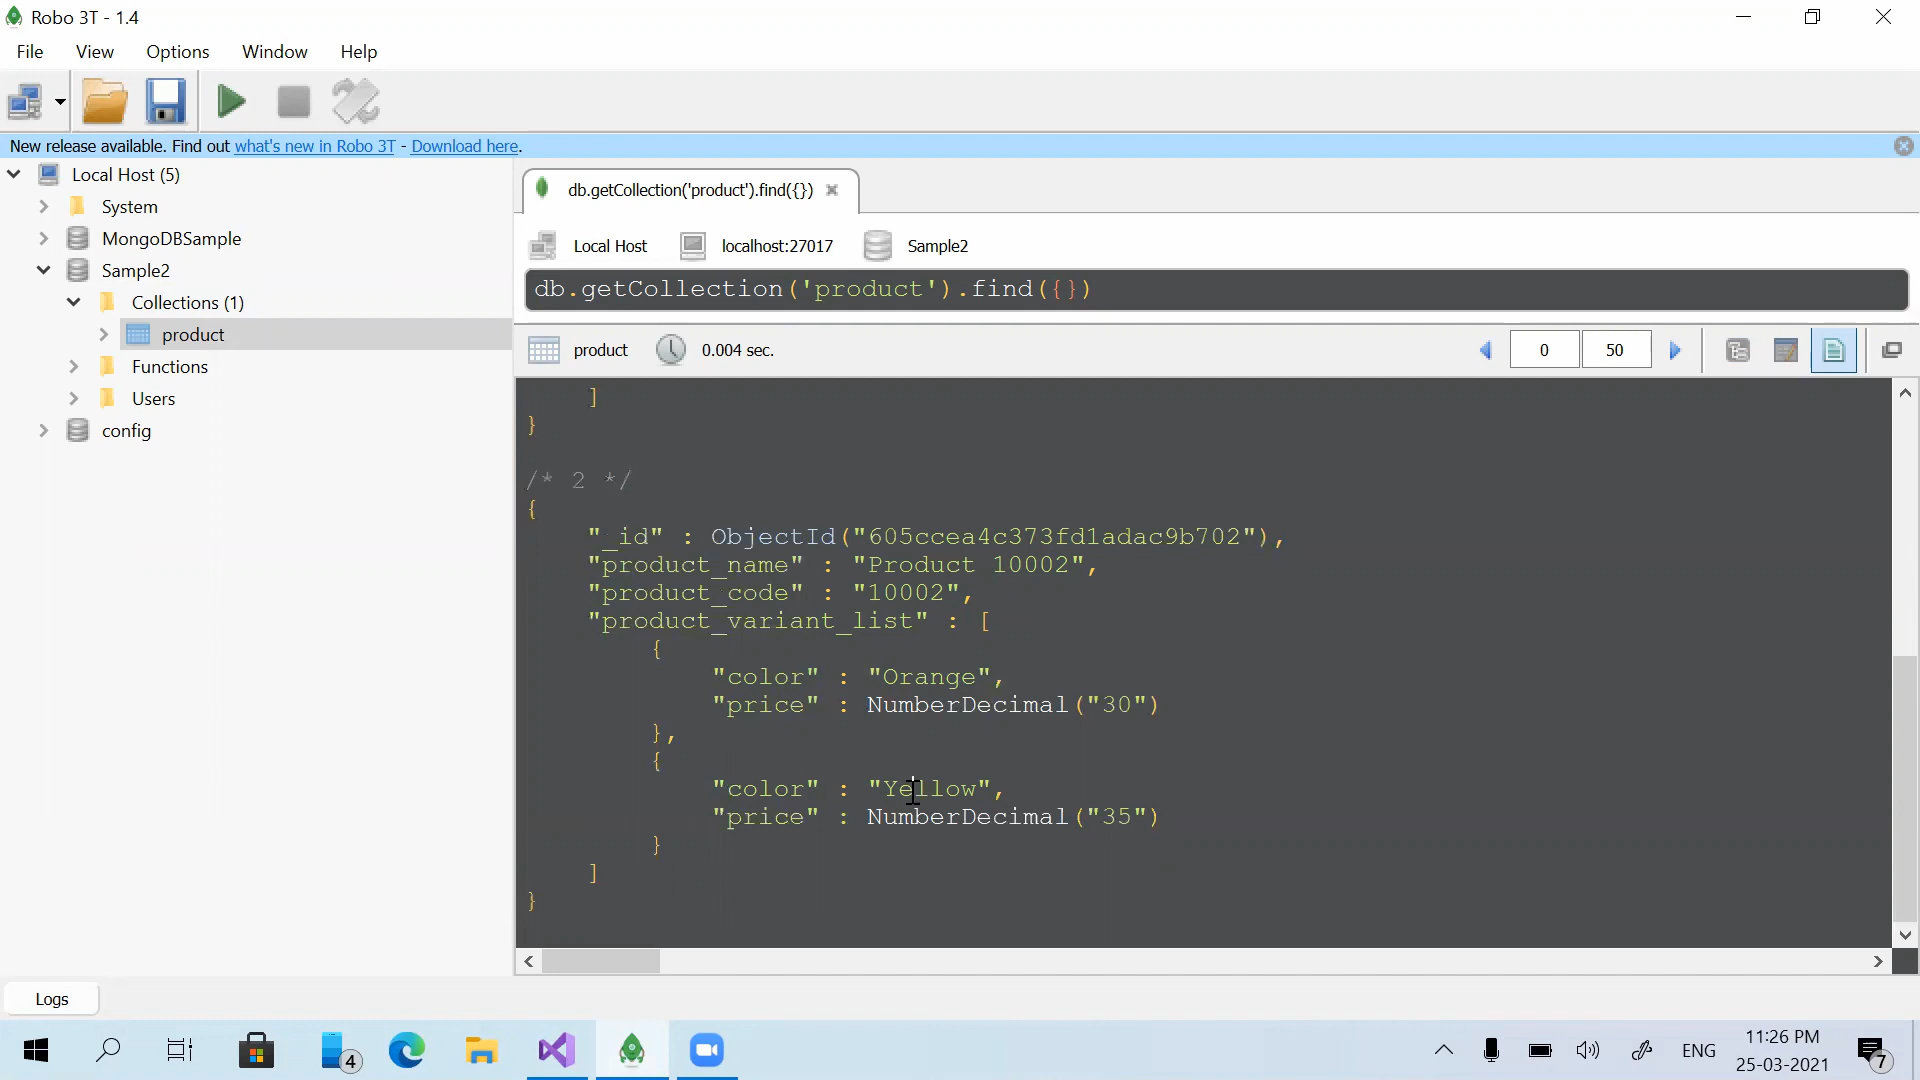 Robo 3T - 1.4
File View Options Window Help
New release available. Find out what's new in Robo 3T - Download here.
Local Host (5)
System
MongoDBSample
Sample2
Collections (1)
product
Functions
Users
config
db.getCollection('product').find({})
Local Host localhost:27017 Sample2
db.getCollection('product').find({})
product 0.004 sec. 0 50
]
}
/* 2 */
{
"_id" : ObjectId("605ccea4c373fd1adac9b702"),
"product_name" : "Product 10002",
"product_code" : "10002",
"product_variant_list" : [
{
"color" : "Orange",
"price" : NumberDecimal("30")
},
{
"color" : "Yellow",
"price" : NumberDecimal("35")
}
]
}
Logs
4
ENG
11:26 PM
25-03-2021
7